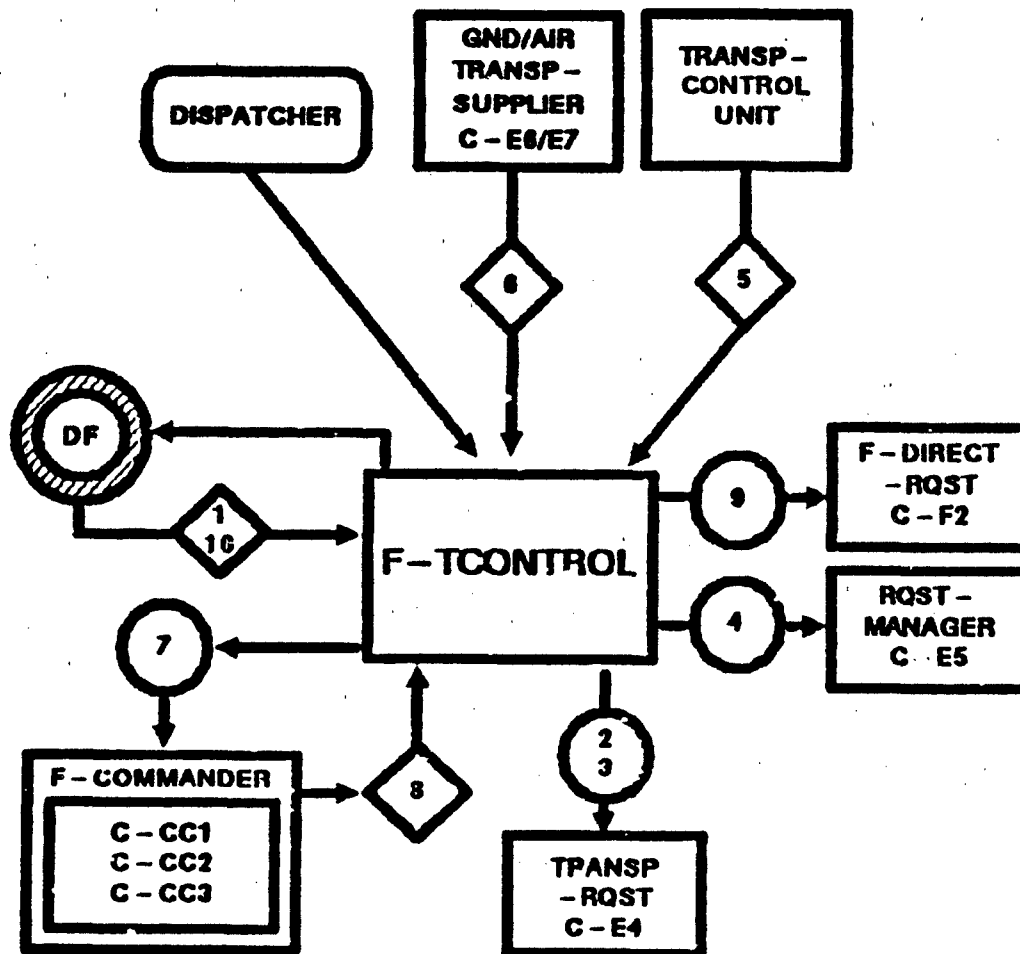 GND/AIR
TRANSP-
SUPPLIER
C-E6/E7
TRANSP-
CONTROL
UNIT
DISPATCHER
6
5
DF
1
10
F-TCONTROL
9
F-DIRECT
-RQST
C-F2
4
RQST-
MANAGER
C-E5
7
8
2
3
F-COMMANDER
C-CC1
C-CC2
C-CC3
TPANSP
-RQST
C-E4